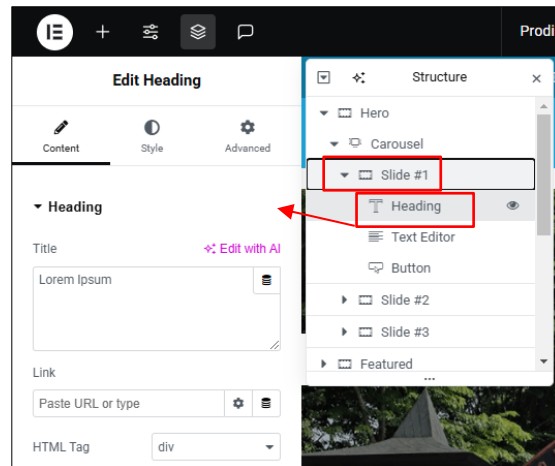 Prodi
Edit Heading
Structure
Hero
Content
Style
Advanced
Carousel
Slide #1
Heading
Heading
Title
Edit with AI
Text Editor
Lorem Ipsum
Button
Slide #2
Slide #3
Link
Featured
Paste URL or type
HTML Tag
div